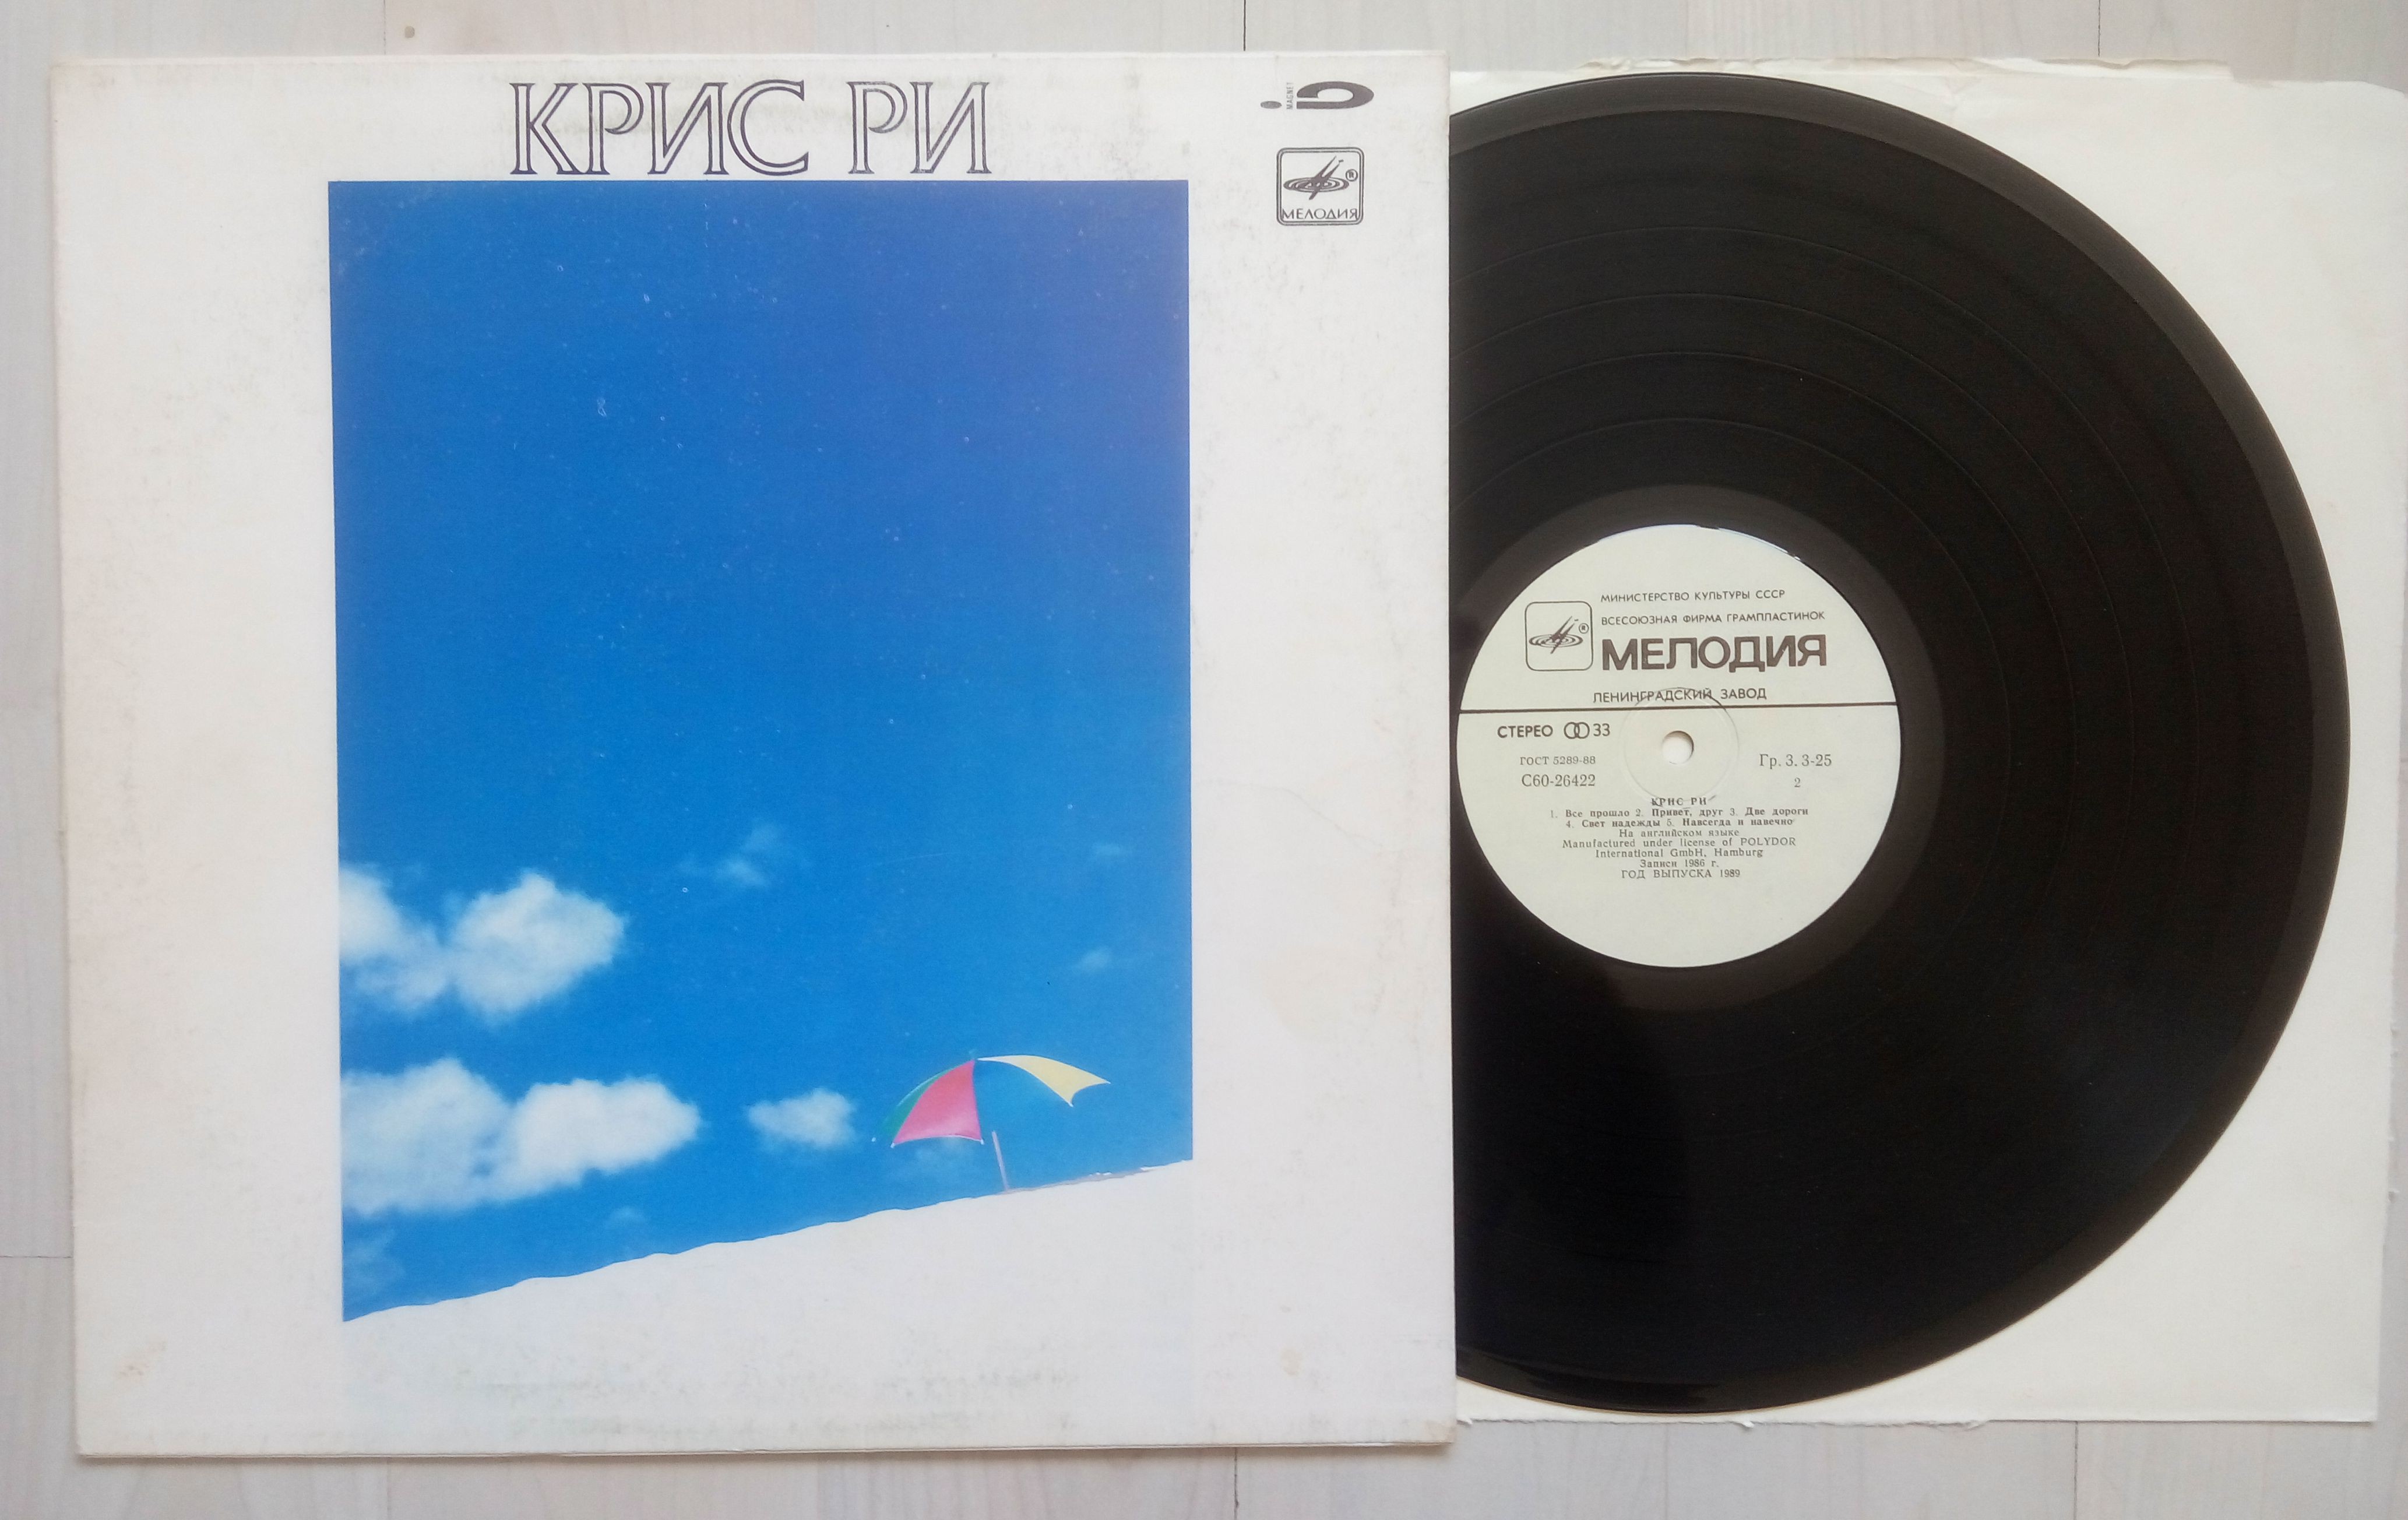 КРИС РИ
MAGNET
МЕЛОДИЯ
МИНИСТЕРСТВО КУЛЬТУРЫ СССР
ВСЕСОЮЗНАЯ ФИРМА ГРАМПЛАСТИНОК
МЕЛОДИЯ
ЛЕНИНГРАДСКИЙ ЗАВОД
СТЕРЕО 33
ГОСТ 5289-88
Гр. 3. 3-25
С60-26422
2
КРИС РИ
1. Все прошло 2. Привет, друг 3. Две дороги
4. Свет надежды 5. Навсегда и навечно
На английском языке
Manufactured under license of POLYDOR
International GmbH, Hamburg
Записи 1986 г.
ГОД ВЫПУСКА 1989